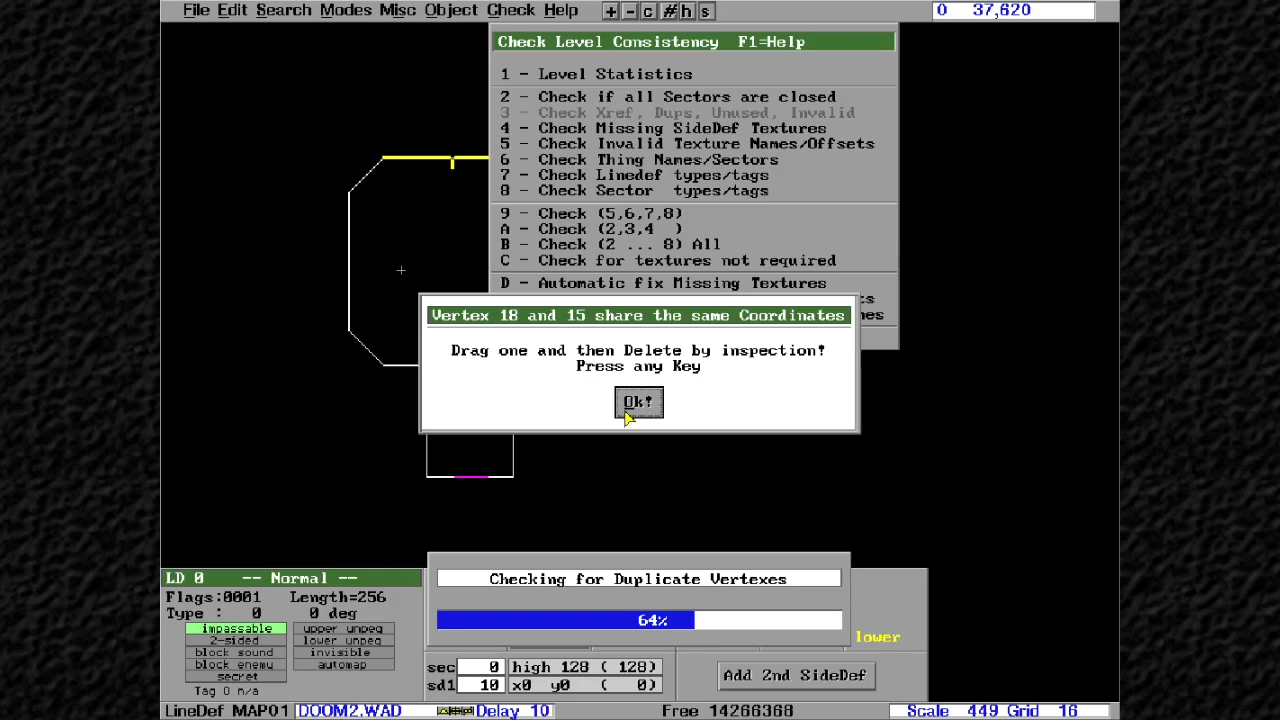 File Edit Search Modes Misc Object Check Help + - c # h s 0 37,620
Check Level Consistency F1=Help
1 - Level Statistics
2 - Check if all Sectors are closed
3 - Check Xref, Dups, Unused, Invalid
4 - Check Missing SideDef Textures
5 - Check Invalid Texture Names/Offsets
6 - Check Thing Names/Sectors
7 - Check Linedef types/tags
8 - Check Sector types/tags
9 - Check (5,6,7,8)
A - Check (2,3,4 )
B - Check (2 ... 8) All
C - Check for textures not required
D - Automatic fix Missing Textures
ts
mes
Vertex 18 and 15 share the same Coordinates
Drag one and then Delete by inspection!
Press any Key
Ok!
Checking for Duplicate Vertexes
64%
lower
LD 0 -- Normal --
Flags:0001 Length=256
Type : 0 0 deg
impassable upper unpeg
2-sided lower unpeg
block sound invisible
block enemy automap
secret
Tag 0 n/a
sec 0 high 128 ( 128)
sd1 10 x0 y0 ( 0)
Add 2nd SideDef
LineDef MAP01 DOOM2.WAD Delay 10 Free 14266368 Scale 449 Grid 16